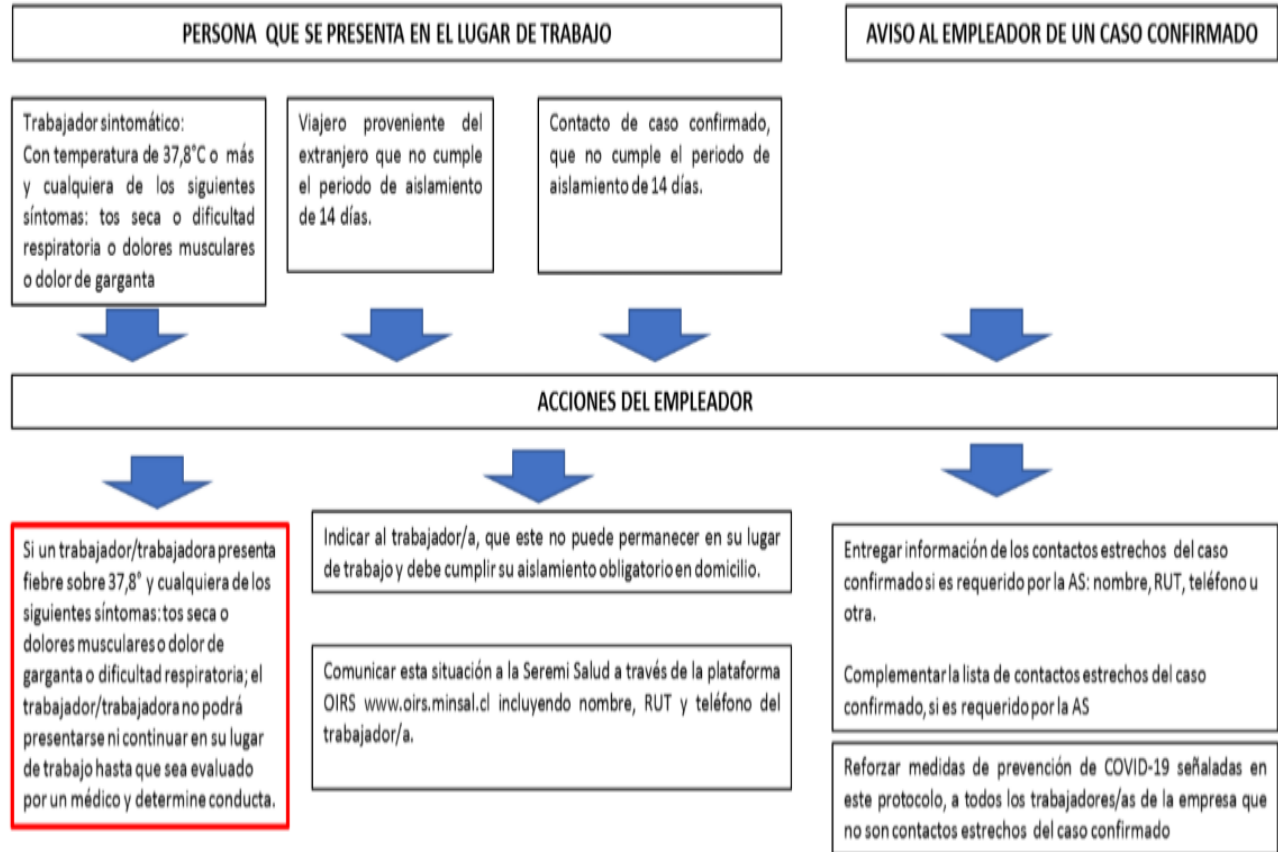 PERSONA QUE SE PRESENTA EN EL LUGAR DE TRABAJO
AVISO AL EMPLEADOR DE UN CASO CONFIRMADO
Trabajador sintomático:
Con temperatura de 37,8°C o más
y cualquiera de los siguientes
síntomas: tos seca o dificultad
respiratoria o dolores musculares
o dolor de garganta
Viajero proveniente del
extranjero que no cumple
el periodo de aislamiento
de 14 días.
Contacto de caso confirmado,
que no cumple el periodo de
aislamiento de 14 días.
ACCIONES DEL EMPLEADOR
Si un trabajador/trabajadora presenta
fiebre sobre 37,8° y cualquiera de los
siguientes síntomas: tos seca o
dolores musculares o dolor de
garganta o dificultad respiratoria; el
trabajador/trabajadora no podrá
presentarse ni continuar en su lugar
de trabajo hasta que sea evaluado
por un médico y determine conducta.
Indicar al trabajador/a, que este no puede permanecer en su lugar
de trabajo y debe cumplir su aislamiento obligatorio en domicilio.
Comunicar esta situación a la Seremi Salud a través de la plataforma
OIRS www.oirs.minsal.cl incluyendo nombre, RUT y teléfono del
trabajador/a.
Entregar información de los contactos estrechos del caso
confirmado si es requerido por la AS: nombre, RUT, teléfono u
otra.
Complementar la lista de contactos estrechos del caso
confirmado, si es requerido por la AS
Reforzar medidas de prevención de COVID-19 señaladas en
este protocolo, a todos los trabajadores/as de la empresa que
no son contactos estrechos del caso confirmado